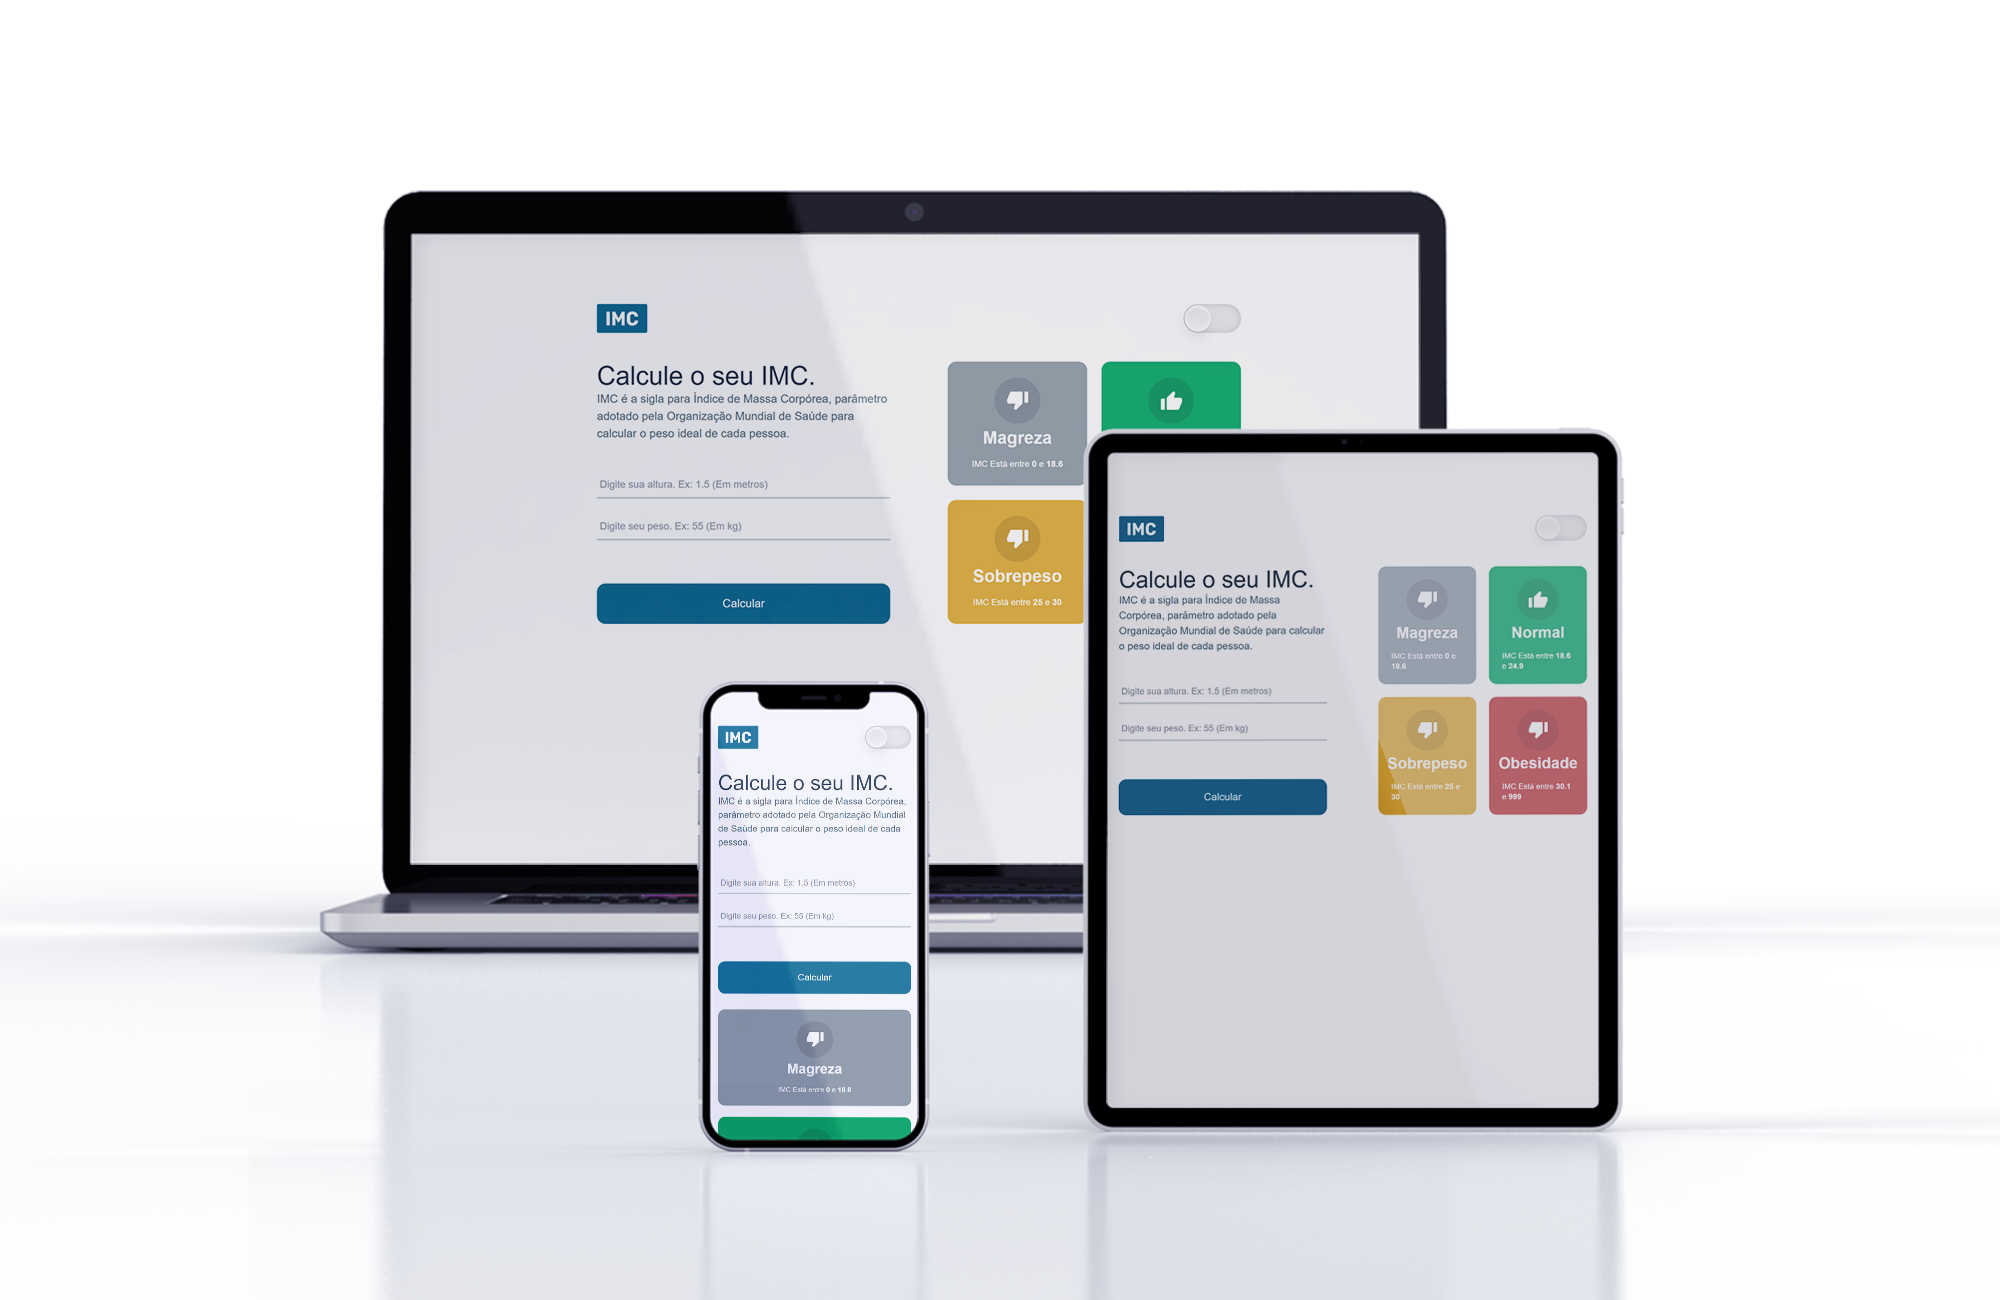 IMC
Calcule o seu IMC.
IMC é a sigla para Índice de Massa Corpórea, parâmetro
adotado pela Organização Mundial de Saúde para
calcular o peso ideal de cada pessoa.
Digite sua altura. Ex: 1.5 (Em metros)
Digite seu peso. Ex: 55 (Em kg)
Calcular
Magreza
IMC Está entre 0 e 18.6
Sobrepeso
IMC Está entre 25 e 30
IMC
Calcule o seu IMC.
IMC é a sigla para Índice de Massa
Corpórea, parâmetro adotado pela
Organização Mundial de Saúde para calcular
o peso ideal de cada pessoa.
Digite sua altura. Ex: 1.5 (Em metros)
Digite seu peso. Ex: 55 (Em kg)
Calcular
Magreza
IMC Está entre 0 e
18.6
Normal
IMC Está entre 18.6
e 24.9
Sobrepeso
IMC Está entre 25 e
30
Obesidade
IMC Está entre 30.1
e 999
IMC
Calcule o seu IMC.
IMC é a sigla para Índice de Massa Corpórea,
parâmetro adotado pela Organização Mundial
de Saúde para calcular o peso ideal de cada
pessoa.
Digite sua altura. Ex: 1.5 (Em metros)
Digite seu peso. Ex: 55 (Em kg)
Calcular
Magreza
IMC Está entre 0 e 18.6